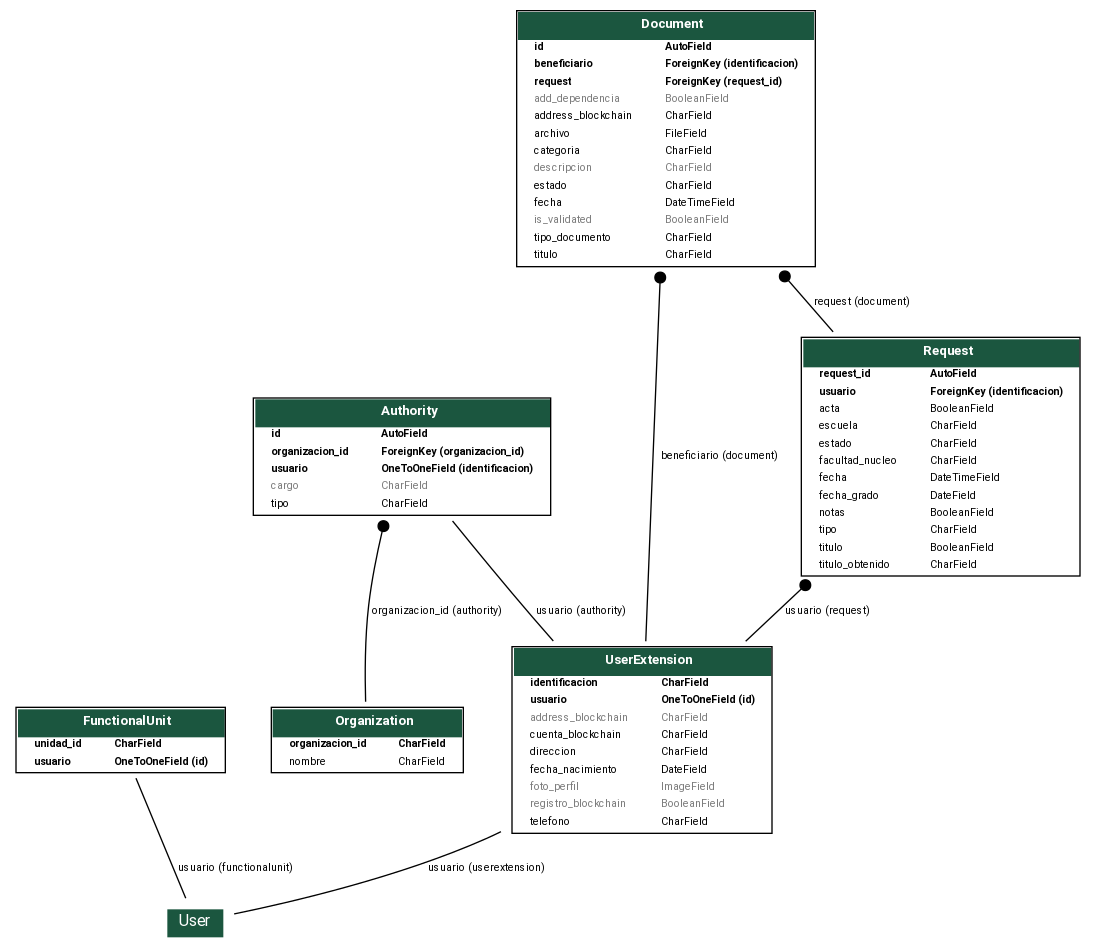 Document
id AutoField
beneficiario ForeignKey (identificacion)
request ForeignKey (request_id)
add_dependencia BooleanField
address_blockchain CharField
archivo FileField
categoria CharField
descripcion CharField
estado CharField
fecha DateTimeField
is_validated BooleanField
tipo_documento CharField
titulo CharField
request (document)
Request
request_id AutoField
usuario ForeignKey (identificacion)
acta BooleanField
escuela CharField
estado CharField
facultad_nucleo CharField
fecha DateTimeField
fecha_grado DateField
notas BooleanField
tipo CharField
titulo BooleanField
titulo_obtenido CharField
Authority
id AutoField
organizacion_id ForeignKey (organizacion_id)
usuario OneToOneField (identificacion)
cargo CharField
tipo CharField
beneficiario (document)
organizacion_id (authority)
usuario (authority)
usuario (request)
UserExtension
identificacion CharField
usuario OneToOneField (id)
address_blockchain CharField
cuenta_blockchain CharField
direccion CharField
fecha_nacimiento DateField
foto_perfil ImageField
registro_blockchain BooleanField
telefono CharField
FunctionalUnit
unidad_id CharField
usuario OneToOneField (id)
Organization
organizacion_id CharField
nombre CharField
usuario (functionalunit)
usuario (userextension)
User